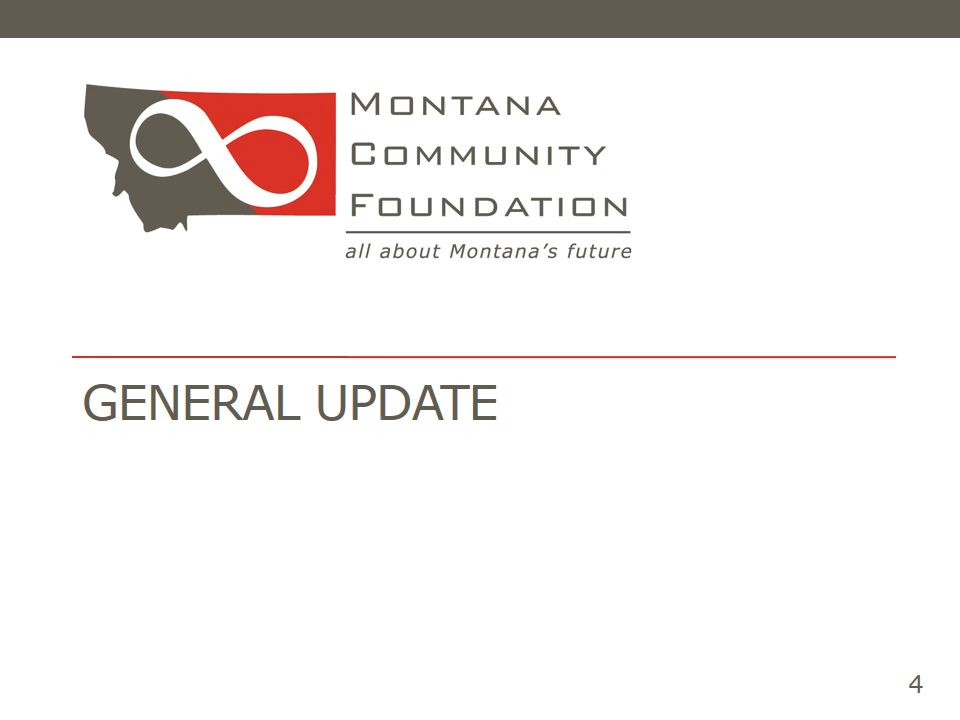 MONTANA
COMMUNITY
FOUNDATION
all about Montana's future
GENERAL UPDATE
4